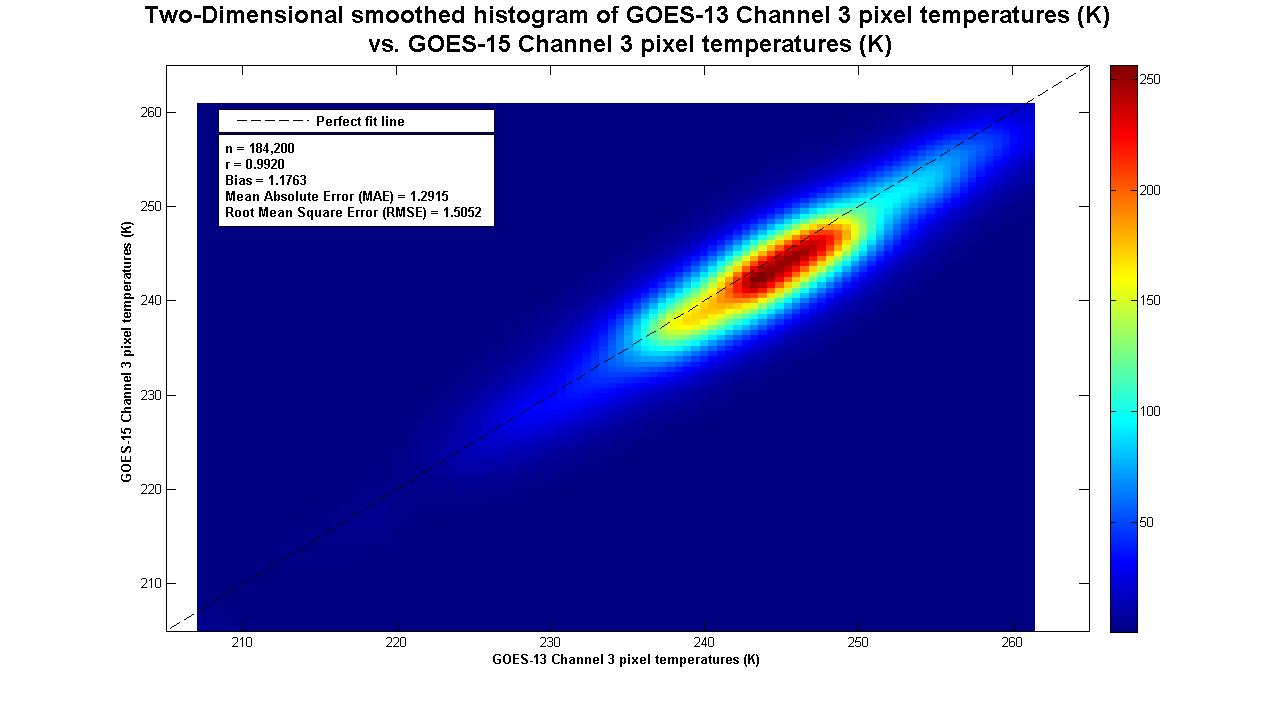 Two-Dimensional smoothed histogram of GOES-13 Channel 3 pixel temperatures (K)
vs. GOES-15 Channel 3 pixel temperatures (K)
Perfect fit line
n = 184,200
r = 0.9920
Bias = 1.1763
Mean Absolute Error (MAE) = 1.2915
Root Mean Square Error (RMSE) = 1.5052
GOES-15 Channel 3 pixel temperatures (K)
260
250
240
230
220
210
210 220 230 240 250 260
GOES-13 Channel 3 pixel temperatures (K)
250
200
150
100
50